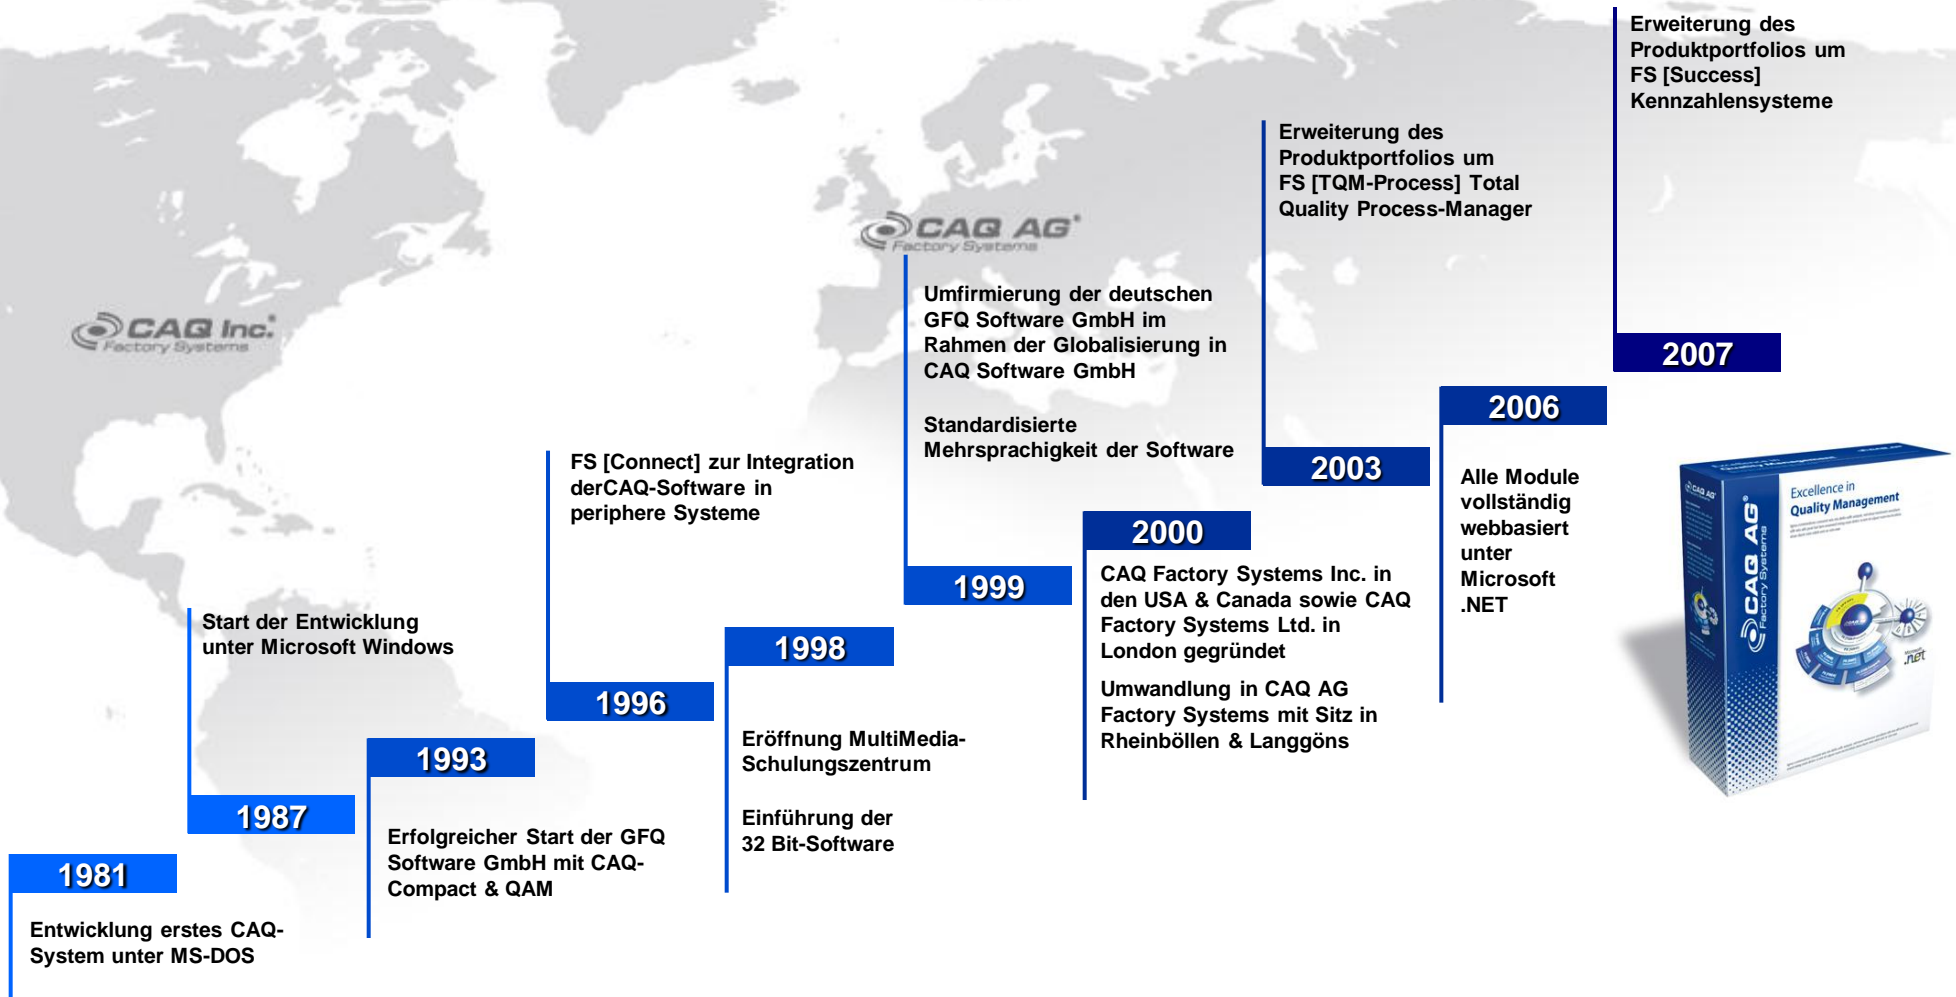 1981
Entwicklung erstes CAQ-
System unter MS-DOS
Start der Entwicklung
unter Microsoft Windows
1987
1993
Erfolgreicher Start der GFQ
Software GmbH mit CAQ-
Compact & QAM
FS [Connect] zur Integration
derCAQ-Software in
periphere Systeme
1996
1998
Eröffnung MultiMedia-
Schulungszentrum
Einführung der
32 Bit-Software
Umfirmierung der deutschen
GFQ Software GmbH im
Rahmen der Globalisierung in
CAQ Software GmbH
Standardisierte
Mehrsprachigkeit der Software
1999
2000
CAQ Factory Systems Inc. in
den USA & Canada sowie CAQ
Factory Systems Ltd. in
London gegründet
Umwandlung in CAQ AG
Factory Systems mit Sitz in
Rheinböllen & Langgöns
Erweiterung des
Produktportfolios um
FS [TQM-Process] Total
Quality Process-Manager
2003
2006
Alle Module
vollständig
webbasiert
unter
Microsoft
.NET
Erweiterung des
Produktportfolios um
FS [Success]
Kennzahlensysteme
2007
CAQ Inc.
Factory Systems
CAQ AG®
Factory Systems
CAQ AG®
Factory Systems
Excellence in
Quality Management
Microsoft
.net